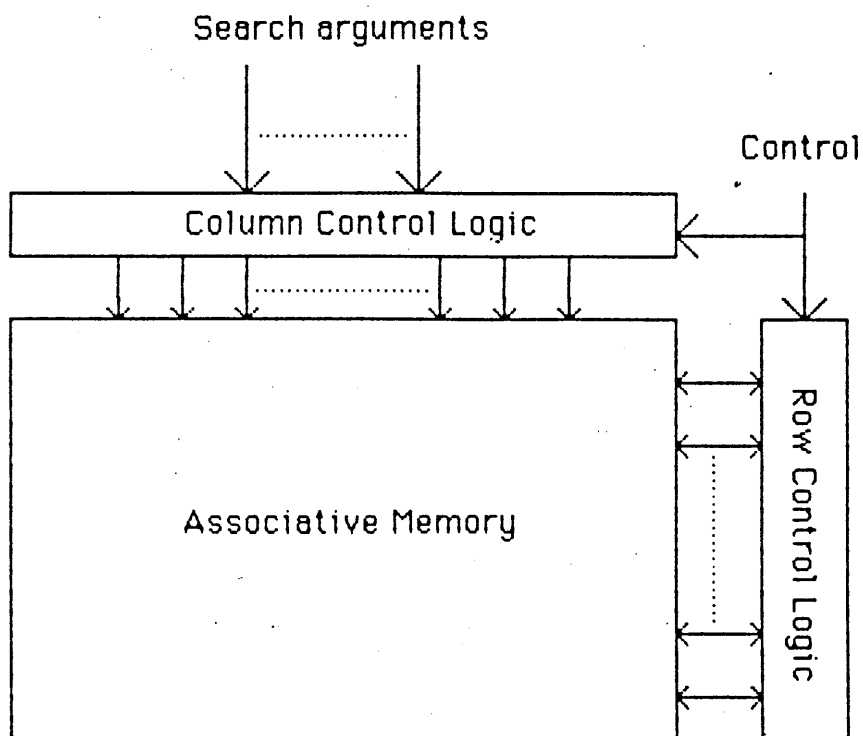 Search arguments
Control
Column Control Logic
Associative Memory
Row Control Logic